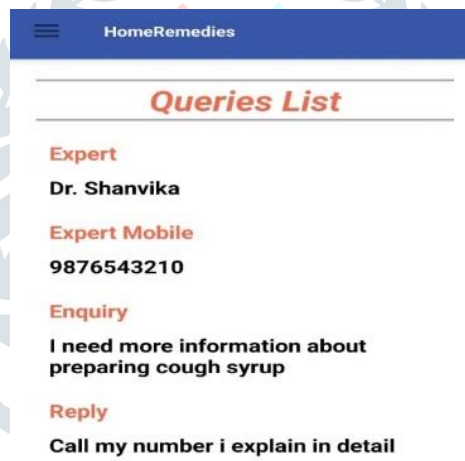 HomeRemedies
Queries List
Expert
Dr. Shanvika
Expert Mobile
9876543210
Enquiry
I need more information about
preparing cough syrup
Reply
Call my number i explain in detail